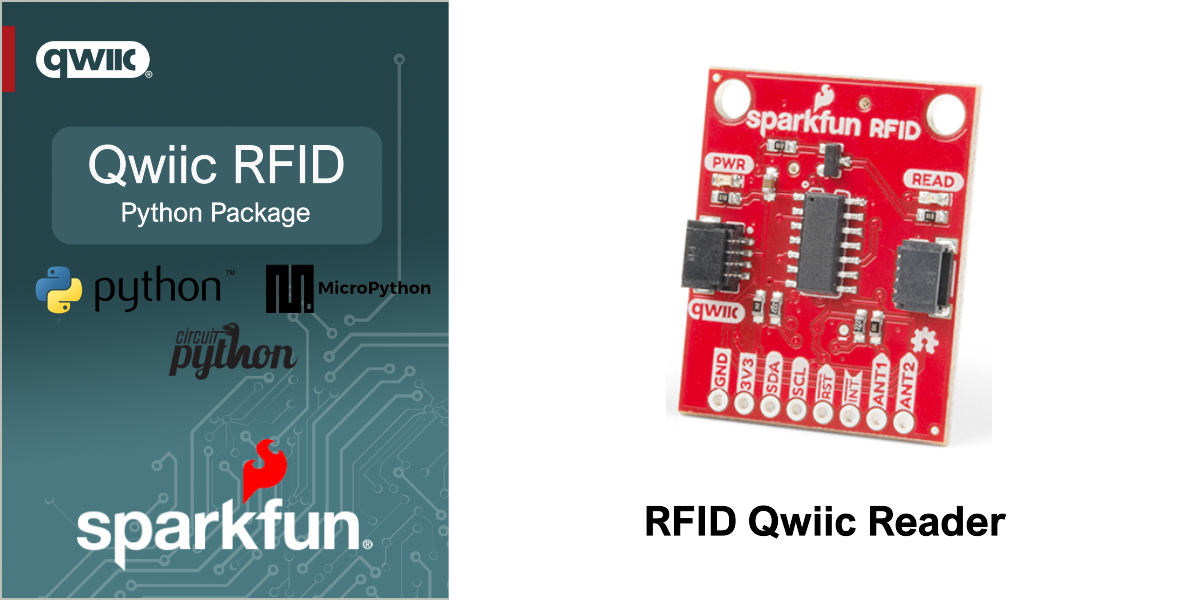 qwiic®
Qwiic RFID
Python Package
python™
MicroPython
circuit
python
sparkfun®
sparkfun RFID
PWR
READ
qwiic
GND
3V3
SDA
SCL
RST
INT
ANT1
ANT2
RFID Qwiic Reader